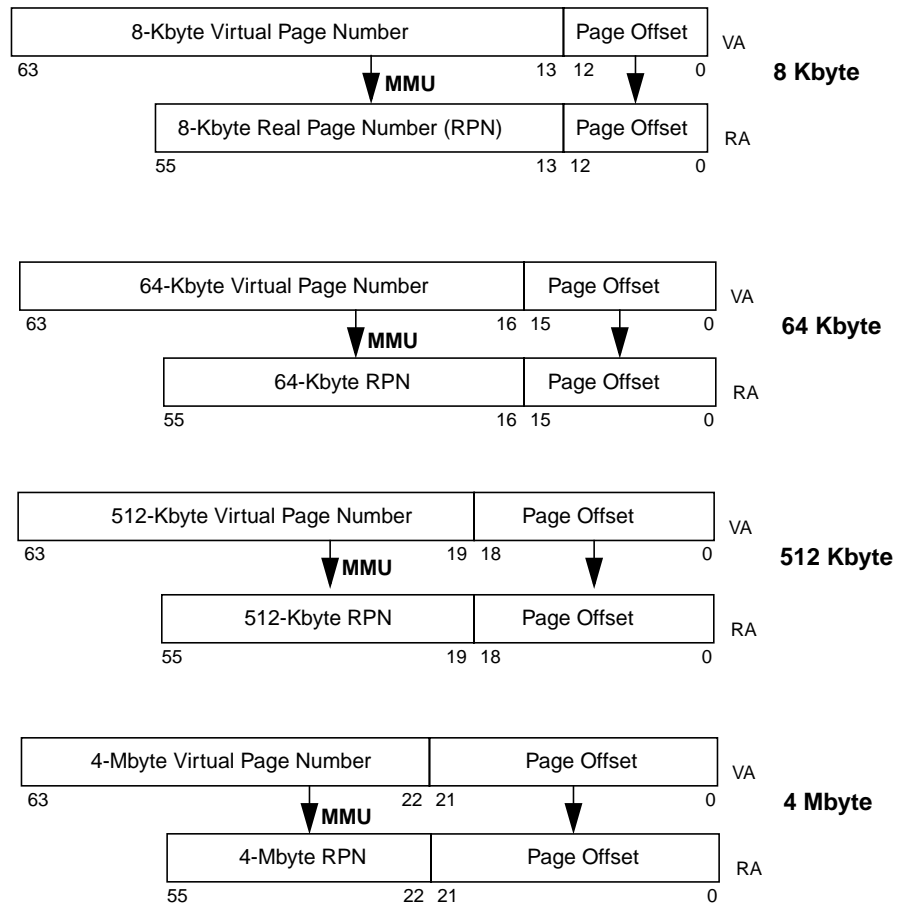 8-Kbyte Virtual Page Number Page Offset VA
63 13 12 0
MMU
8 Kbyte
8-Kbyte Real Page Number (RPN) Page Offset RA
55 13 12 0
64-Kbyte Virtual Page Number Page Offset VA
63 16 15 0
MMU
64 Kbyte
64-Kbyte RPN Page Offset RA
55 16 15 0
512-Kbyte Virtual Page Number Page Offset VA
63 19 18 0
MMU
512 Kbyte
512-Kbyte RPN Page Offset RA
55 19 18 0
4-Mbyte Virtual Page Number Page Offset VA
63 22 21 0
MMU
4 Mbyte
4-Mbyte RPN Page Offset RA
55 22 21 0